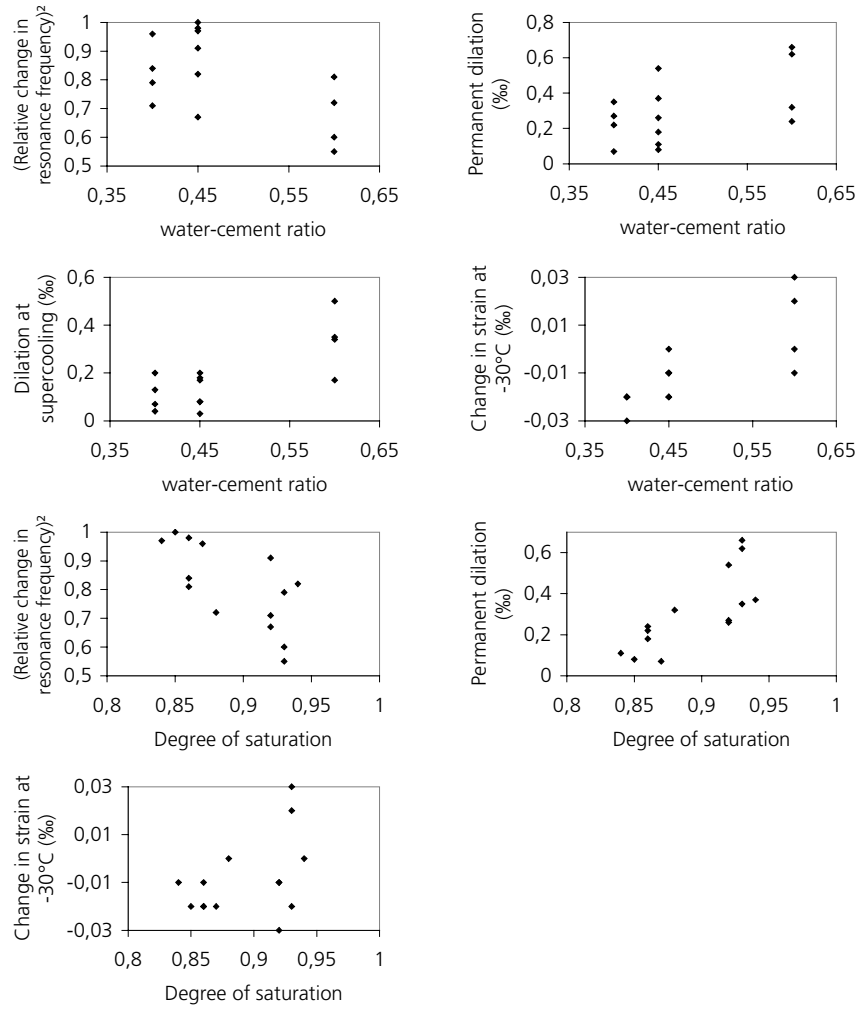 (Relative change in
resonance frequency)²
1
0,9
0,8
0,7
0,6
0,5
0,35 0,45 0,55 0,65
water-cement ratio
Permanent dilation
(‰)
0,8
0,6
0,4
0,2
0
0,35 0,45 0,55 0,65
water-cement ratio
Dilation at
supercooling (‰)
0,6
0,4
0,2
0
0,35 0,45 0,55 0,65
water-cement ratio
Change in strain at
-30°C (‰)
0,03
0,01
-0,01
-0,03
0,35 0,45 0,55 0,65
water-cement ratio
(Relative change in
resonance frequency)²
1
0,9
0,8
0,7
0,6
0,5
0,8 0,85 0,9 0,95 1
Degree of saturation
Permanent dilation
(‰)
0,6
0,4
0,2
0
0,8 0,85 0,9 0,95 1
Degree of saturation
Change in strain at
-30°C (‰)
0,03
0,01
-0,01
-0,03
0,8 0,85 0,9 0,95 1
Degree of saturation